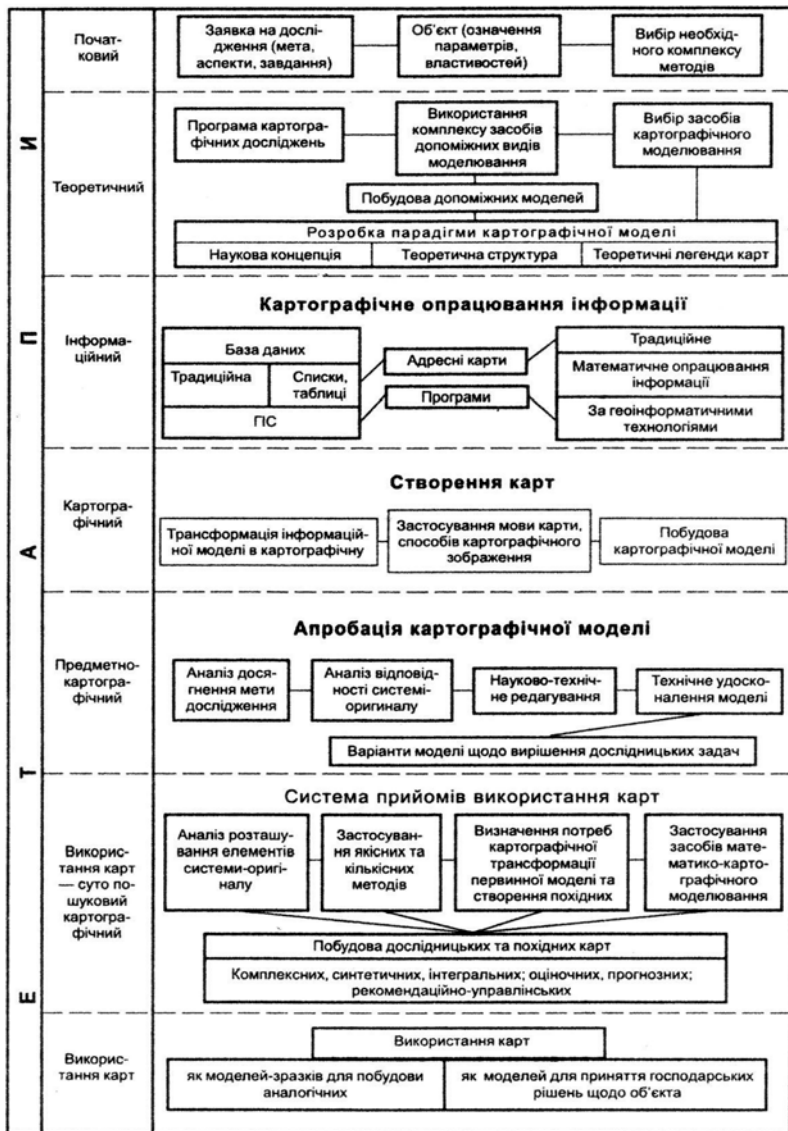 Е Т А П И
Почат-
ковий
Заявка на дослі-
дження (мета,
аспекти, завдання)
Об'єкт (означення
параметрів,
властивостей)
Вибір необхід-
ного комплексу
методів
Теоретичний
Програма картогра-
фічних досліджень
Використання
комплексу засобів
допоміжних видів
моделювання
Вибір засобів
картографічного
моделювання
Побудова допоміжних моделей
Розробка парадігми картографічної моделі
Наукова концепція
Теоретична структура
Теоретичні легенди карт
Інформа-
ційний
Картографічне опрацювання інформації
База даних
Традиційна
Списки,
таблиці
ГІС
Адресні карти
Програми
Традиційне
Математичне опрацювання
інформації
За геоінформатичними
технологіями
Картогра-
фічний
Створення карт
Трансформація інформацій-
ної моделі в картографічну
Застосування мови карти,
способів картографічного
зображення
Побудова
картографічної моделі
Предметно-
картогра-
фічний
Апробація картографічної моделі
Аналіз дося-
гнення мети
дослідження
Аналіз відповід-
ності системі-
оригіналу
Науково-техніч-
не редагування
Технічне удоско-
налення моделі
Варіанти моделі щодо вирішення дослідницьких задач
Викорис-
тання карт
— суто по-
шуковий
картогра-
фічний
Система прийомів використання карт
Аналіз розташу-
вання елементів
системи-оригі-
налу
Застосуван-
ня якісних та
кількісних
методів
Визначення потреб
картографічної
трансформації
первинної моделі та
створення похідних
Застосування
засобів мате-
матико-карто-
графічного
моделювання
Побудова дослідницьких та похідних карт
Комплексних, синтетичних, інтегральних; оціночних, прогнозних;
рекомендаційно-управлінських
Викорис-
тання карт
Використання карт
як моделей-зразків для побудови
аналогічних
як моделей для прийняття господарських
рішень щодо об'єкта